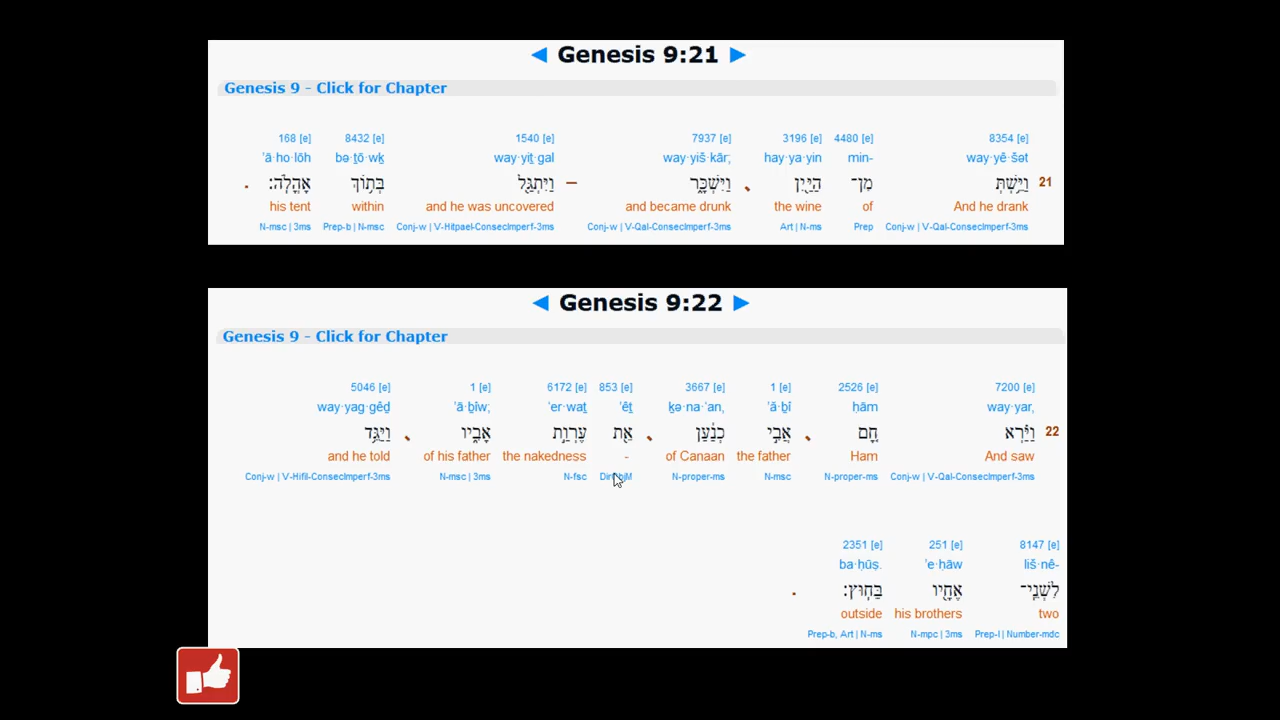 ◄ Genesis 9:21 ►
Genesis 9 - Click for Chapter
168 [e] 8432 [e] 1540 [e] 7937 [e] 3196 [e] 4480 [e] 8354 [e]
’ā·ho·lōh bə·ṯō·wḵ way·yiṯ·gal way·yiš·kār; hay·ya·yin min- way·yê·šət
21 וַיֵּ֥שְׁתְּ מִן־ הַיַּ֖יִן 、 וַיִּשְׁכָּ֑ר – וַיִּתְגַּ֖ל בְּת֥וֹךְ אָהֳלֹֽה׃ .
his tent within and he was uncovered and became drunk the wine of And he drank
N-msc | 3ms Prep-b | N-msc Conj-w | V-Hitpael-ConsecImperf-3ms Conj-w | V-Qal-ConsecImperf-3ms Art | N-ms Prep Conj-w | V-Qal-ConsecImperf-3ms
◄ Genesis 9:22 ►
Genesis 9 - Click for Chapter
5046 [e] 1 [e] 6172 [e] 853 [e] 3667 [e] 1 [e] 2526 [e] 7200 [e]
way·yag·gêḏ ’ā·ḇîw; ‘er·waṯ ’êṯ ḵə·na·‘an, ’ă·ḇî ḥām way·yar,
22 וַיַּ֗רְא חָ֚ם 、 אֲבִ֣י כְנַ֔עַן 、 אֵ֖ת עֶרְוַ֣ת אָבִ֑יו 、 וַיַּגֵּ֥ד
and he told of his father the nakedness - of Canaan the father Ham And saw
Conj-w | V-Hifil-ConsecImperf-3ms N-msc | 3ms N-fsc N-proper-ms N-msc N-proper-ms Conj-w | V-Qal-ConsecImperf-3ms
2351 [e] 251 [e] 8147 [e]
ba·ḥūṣ. ’e·ḥāw liš·nê-
לִשְׁנֵֽי־ אֶחָ֖יו בַּחֽוּץ׃ .
outside his brothers two
Prep-b, Art | N-ms N-mpc | 3ms Prep-l | Number-mdc